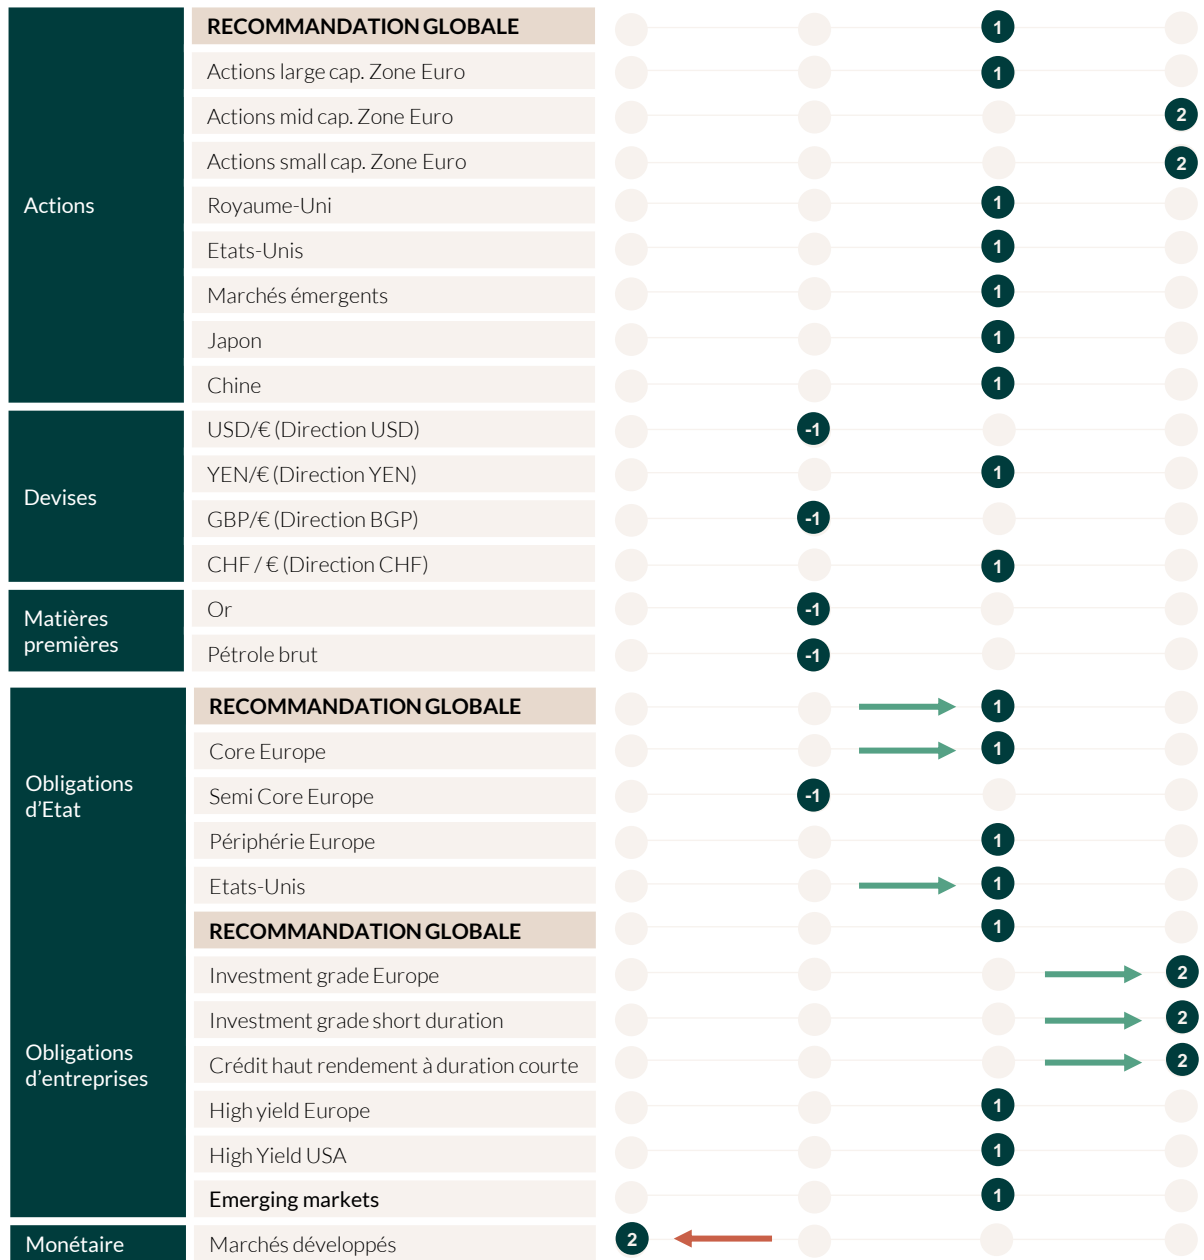 RECOMMANDATION GLOBALE 1
Actions large cap. Zone Euro 1
Actions mid cap. Zone Euro 2
Actions small cap. Zone Euro 2
Actions
Royaume-Uni 1
Etats-Unis 1
Marchés émergents 1
Japon 1
Chine 1
USD/€ (Direction USD) -1
YEN/€ (Direction YEN) 1
Devises
GBP/€ (Direction BGP) -1
CHF / € (Direction CHF) 1
Matières
premières
Or -1
Pétrole brut -1
RECOMMANDATION GLOBALE 1
Core Europe 1
Obligations
d'Etat
Semi Core Europe -1
Périphérie Europe 1
Etats-Unis 1
RECOMMANDATION GLOBALE 1
Investment grade Europe 2
Investment grade short duration 2
Obligations
d'entreprises
Crédit haut rendement à duration courte 2
High yield Europe 1
High Yield USA 1
Emerging markets 1
Monétaire
Marchés développés 2